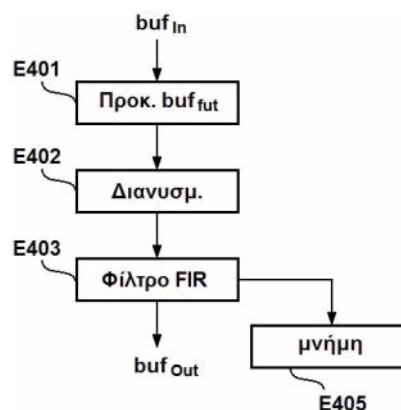 buf In
E401
Προκ. buf fut
E402
Διανυσμ.
E403
Φίλτρο FIR
buf Out
μνήμη
E405